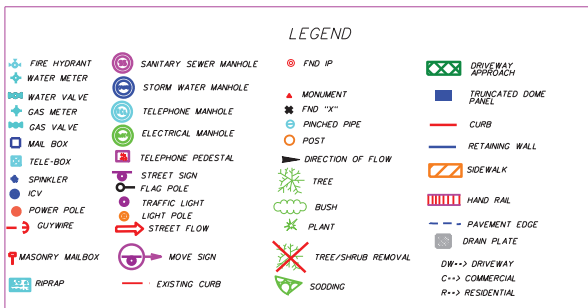 LEGEND
FIRE HYDRANT
WATER METER
WATER VALVE
GAS METER
GAS VALVE
MAIL BOX
TELE-BOX
SPINKLER
ICV
POWER POLE
GUYWIRE
MASONRY MAILBOX
RIPRAP
SANITARY SEWER MANHOLE
STORM WATER MANHOLE
TELEPHONE MANHOLE
ELECTRICAL MANHOLE
TELEPHONE PEDESTAL
STREET SIGN
FLAG POLE
TRAFFIC LIGHT
LIGHT POLE
STREET FLOW
MOVE SIGN
EXISTING CURB
FND IP
MONUMENT
FND "X"
PINCHED PIPE
POST
DIRECTION OF FLOW
TREE
BUSH
PLANT
TREE/SHRUB REMOVAL
SODDING
DRIVEWAY
APPROACH
TRUNCATED DOME
PANEL
CURB
RETAINING WALL
SIDEWALK
HAND RAIL
PAVEMENT EDGE
DRAIN PLATE
DW--> DRIVEWAY
C--> COMMERCIAL
R--> RESIDENTIAL